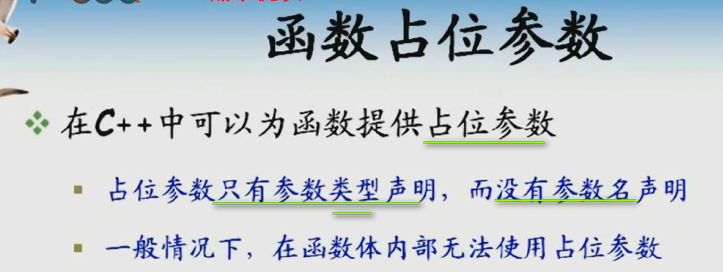 函数占位参数
在C++中可以为函数提供占位参数
占位参数只有参数类型声明，而没有参数名声明
一般情况下，在函数体内部无法使用占位参数